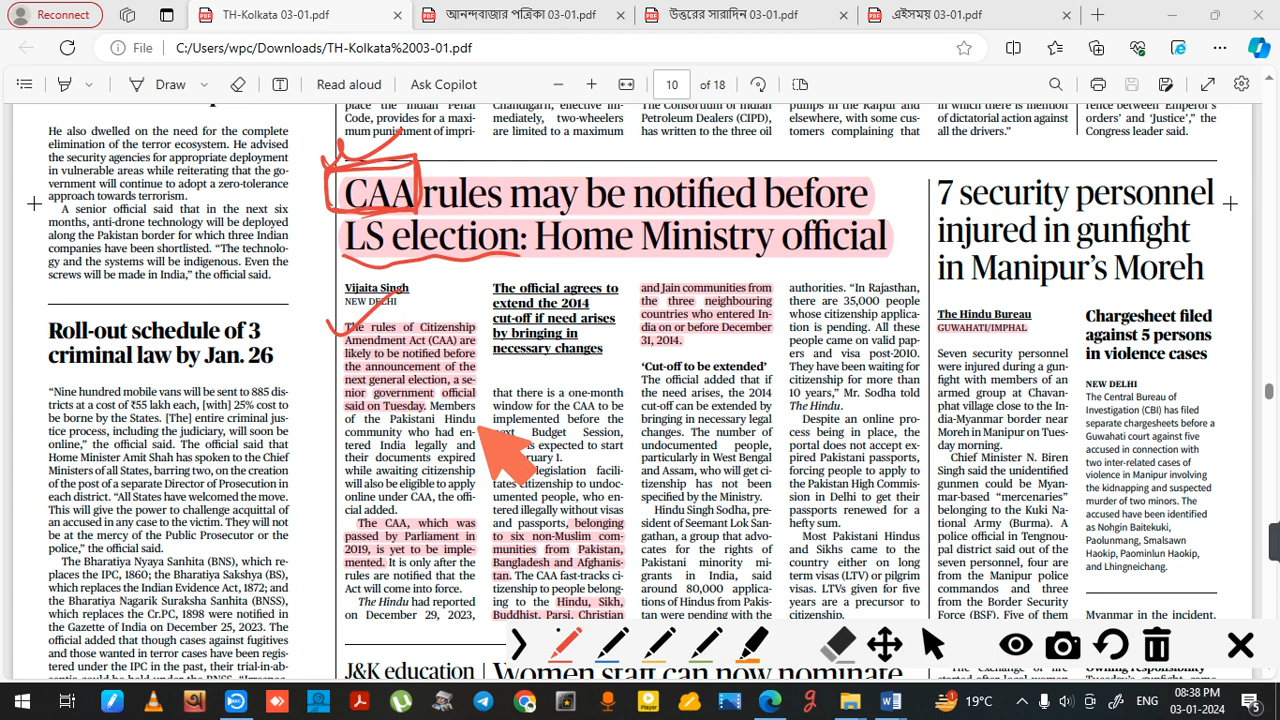 Reconnect
TH-Kolkata 03-01.pdf
আনন্দবাজার পত্রিকা 03-01.pdf
উত্তরের সারাদিন 03-01.pdf
এইসময় 03-01.pdf
File
C:/Users/wpc/Downloads/TH-Kolkata%2003-01.pdf
Draw
Read aloud
Ask Copilot
10
of 18
He also dwelled on the need for the complete
elimination of the terror ecosystem. He advised
the security agencies for appropriate deployment
in vulnerable areas while reiterating that the go-
vernment will continue to adopt a zero-tolerance
approach towards terrorism.
A senior official said that in the next six
months, anti-drone technology will be deployed
along the Pakistan border for which three Indian
companies have been shortlisted. “The technolo-
gy and the systems will be indigenous. Even the
screws will be made in India,” the official said.
Roll-out schedule of 3
criminal law by Jan. 26
“Nine hundred mobile vans will be sent to 885 dis-
tricts at a cost of ₹55 lakh each, [with] 25% cost to
be borne by the States. [The] entire criminal jus-
tice process, including the judiciary, will soon be
online,” the official said. The official said that
Home Minister Amit Shah has spoken to the Chief
Ministers of all States, barring two, on the creation
of the post of a separate Director of Prosecution in
each district. “All States have welcomed the move.
This will give the power to challenge acquittal of
an accused in any case to the victim. They will not
be at the mercy of the Public Prosecutor or the
police,” the official said.
The Bharatiya Nyaya Sanhita (BNS), which re-
places the IPC, 1860; the Bharatiya Sakshya (BS),
which replaces the Indian Evidence Act, 1872; and
the Bharatiya Nagarik Suraksha Sanhita (BNSS),
which replaces the Cr.PC, 1898 were notified in
the Gazette of India on December 25, 2023. The
official added that though cases against fugitives
and those wanted in terror cases have been regis-
tered under the IPC in the past, their trial-in-ab-
place the Indian Penal
Code, provides for a maxi-
mum punishment of impri-
Chandigarh, effective im-
mediately, two-wheelers
are limited to a maximum
The Consortium of Indian
Petroleum Dealers (CIPD),
has written to the three oil
pumps in the Raipur and
elsewhere, with some cus-
tomers complaining that
in which there is mention
of dictatorial action against
all the drivers.”
rence between ‘Emperor’s
orders’ and ‘Justice’,” the
Congress leader said.
CAA rules may be notified before
LS election: Home Ministry official
Vijaita Singh
NEW DELHI
The rules of Citizenship
Amendment Act (CAA) are
likely to be notified before
the announcement of the
next general election, a se-
nior government official
said on Tuesday. Members
of the Pakistani Hindu
community who had en-
tered India legally and
their documents expired
while awaiting citizenship
will also be eligible to apply
online under CAA, the offi-
cial added.
The CAA, which was
passed by Parliament in
2019, is yet to be imple-
mented. It is only after the
rules are notified that the
Act will come into force.
The Hindu had reported
on December 29, 2023,
The official agrees to
extend the 2014
cut-off if need arises
by bringing in
necessary changes
that there is a one-month
window for the CAA to be
implemented before the
next Budget Session,
is expected to start
legislation facili-
tates citizenship to undoc-
umented people, who en-
tered illegally without visas
and passports, belonging
to six non-Muslim com-
munities from Pakistan,
Bangladesh and Afghanis-
tan. The CAA fast-tracks ci-
tizenship to people belong-
ing to the Hindu, Sikh,
Buddhist, Parsi, Christian
and Jain communities from
the three neighbouring
countries who entered In-
dia on or before December
31, 2014.
‘Cut-off to be extended’
The official added that if
the need arises, the 2014
cut-off can be extended by
bringing in necessary legal
changes. The number of
undocumented people,
particularly in West Bengal
and Assam, who will get ci-
tizenship has not been
specified by the Ministry.
Hindu Singh Sodha, pre-
sident of Seemant Lok San-
gathan, a group that advo-
cates for the rights of
Pakistani minority mi-
grants in India, said
around 80,000 applica-
tions of Hindus from Pakis-
tan were pending with the
authorities. “In Rajasthan,
there are 35,000 people
whose citizenship applica-
tion is pending. All these
people came on valid pap-
ers and visa post-2010.
They have been waiting for
citizenship for more than
10 years,” Mr. Sodha told
The Hindu.
Despite an online pro-
cess being in place, the
portal does not accept ex-
pired Pakistani passports,
forcing people to apply to
the Pakistan High Commis-
sion in Delhi to get their
passports renewed for a
hefty sum.
Most Pakistani Hindus
and Sikhs came to the
country either on long
term visas (LTV) or pilgrim
visas. LTVs given for five
years are a precursor to
citizenship.
7 security personnel
injured in gunfight
in Manipur’s Moreh
The Hindu Bureau
GUWAHATI/IMPHAL
Seven security personnel
were injured during a gun-
fight with members of an
armed group at Chavang-
phat village close to the In-
dia-Myanmar border near
Moreh in Manipur on Tues-
day morning.
Chief Minister N. Biren
Singh said the unidentified
gunmen could be Myan-
mar-based “mercenaries”
belonging to the Kuki Na-
tional Army (Burma). A
police official in Tengnou-
pal district said out of the
seven personnel, four are
from the Manipur police
commandos and three
from the Border Security
Force (BSF). Five of them
Chargesheet filed
against 5 persons
in violence cases
NEW DELHI
The Central Bureau of
Investigation (CBI) has filed
separate chargesheets before a
Guwahati court against five
accused in connection with
two inter-related cases of
violence in Manipur involving
the kidnapping and suspected
murder of two minors. The
accused have been identified
as Nohgin Baitekuki,
Paolunmang, Smalsawn
Haokip, Paominlun Haokip,
and Lhingneichang.
Myanmar in the incident,
J&K education
Women staff can now nominate
19°C
ENG
08:38 PM
03-01-2024